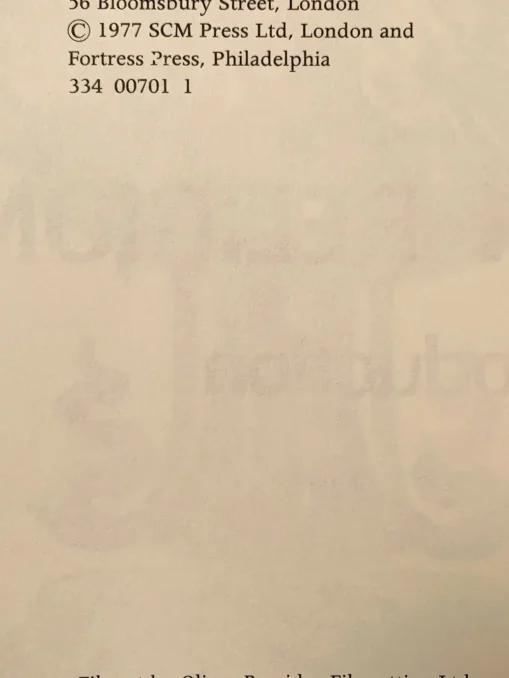 56 Bloomsbury Street, London
© 1977 SCM Press Ltd, London and
Fortress Press, Philadelphia
334 00701 1